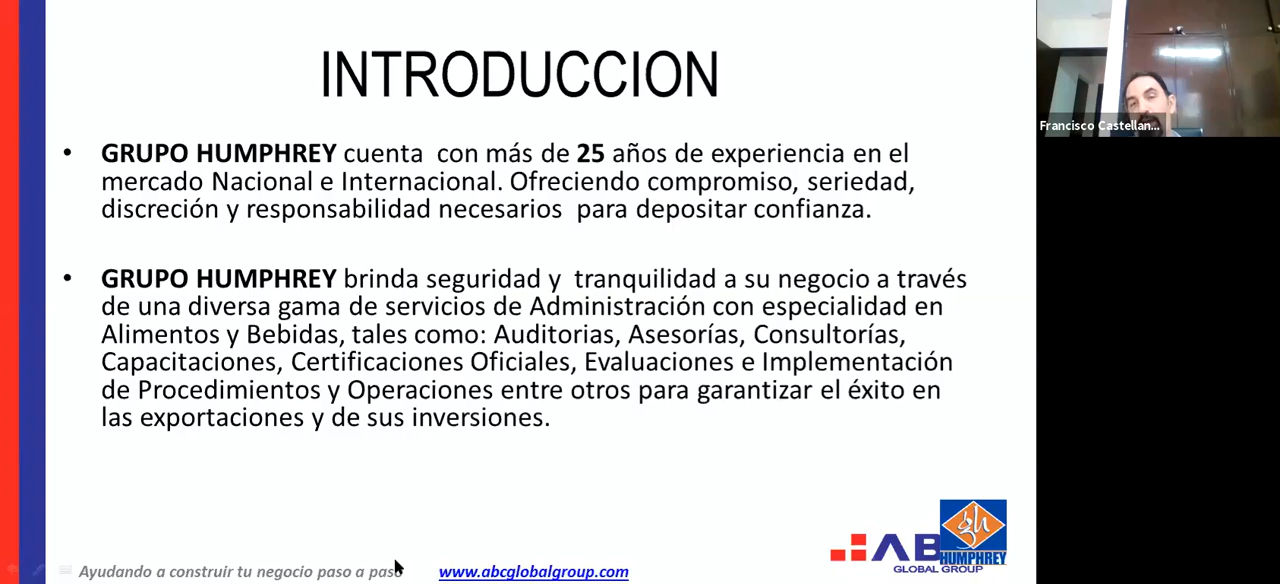 INTRODUCCION
• GRUPO HUMPHREY cuenta con más de 25 años de experiencia en el
mercado Nacional e Internacional. Ofreciendo compromiso, seriedad,
discreción y responsabilidad necesarios para depositar confianza.
• GRUPO HUMPHREY brinda seguridad y tranquilidad a su negocio a través
de una diversa gama de servicios de Administración con especialidad en
Alimentos y Bebidas, tales como: Auditorias, Asesorías, Consultorías,
Capacitaciones, Certificaciones Oficiales, Evaluaciones e Implementación
de Procedimientos y Operaciones entre otros para garantizar el éxito en
las exportaciones y de sus inversiones.
Francisco Castellan...
gh
AB
HUMPHREY
GLOBAL GROUP
Ayudando a construir tu negocio paso a paso
www.abcglobalgroup.com